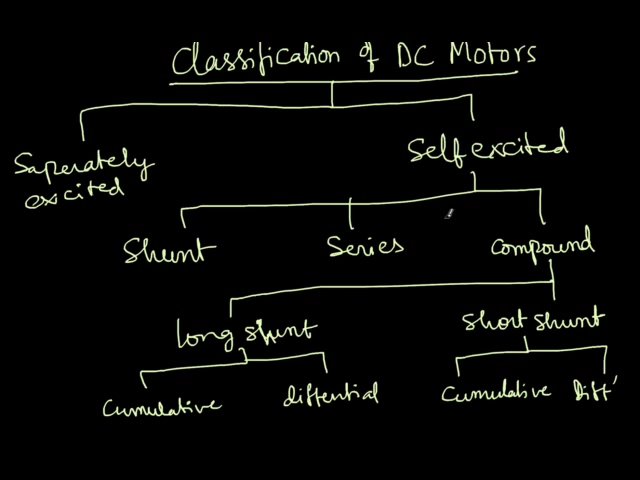 Classification of DC Motors
Self excited
Saperately
excited
Shunt
Series
Compound
Long shunt
Short shunt
Cumulative
diffential
Cumulative
Diff'